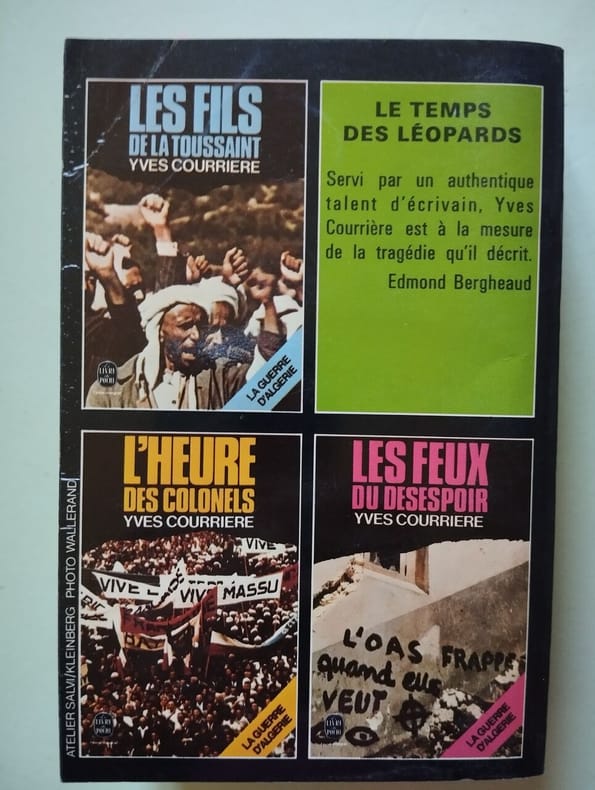 LES FILS
DE LA TOUSSAINT
YVES COURRIERE
LE LIVRE DE POCHE
LA GUERRE
D'ALGERIE
LE TEMPS
DES LÉOPARDS
Servi par un authentique
talent d'écrivain, Yves
Courrière est à la mesure
de la tragédie qu'il décrit.
Edmond Bergheaud
L'HEURE
DES COLONELS
YVES COURRIERE
VIVE
VIVE
VIVE MASSU
LE LIVRE DE POCHE
LA GUERRE
D'ALGERIE
LES FEUX
DU DESESPOIR
YVES COURRIERE
L'OAS FRAPPE
quand elle
VEUT
LE LIVRE DE POCHE
LA GUERRE
D'ALGERIE
ATELIER SALVI/KLEINBERG PHOTO WALLERAND